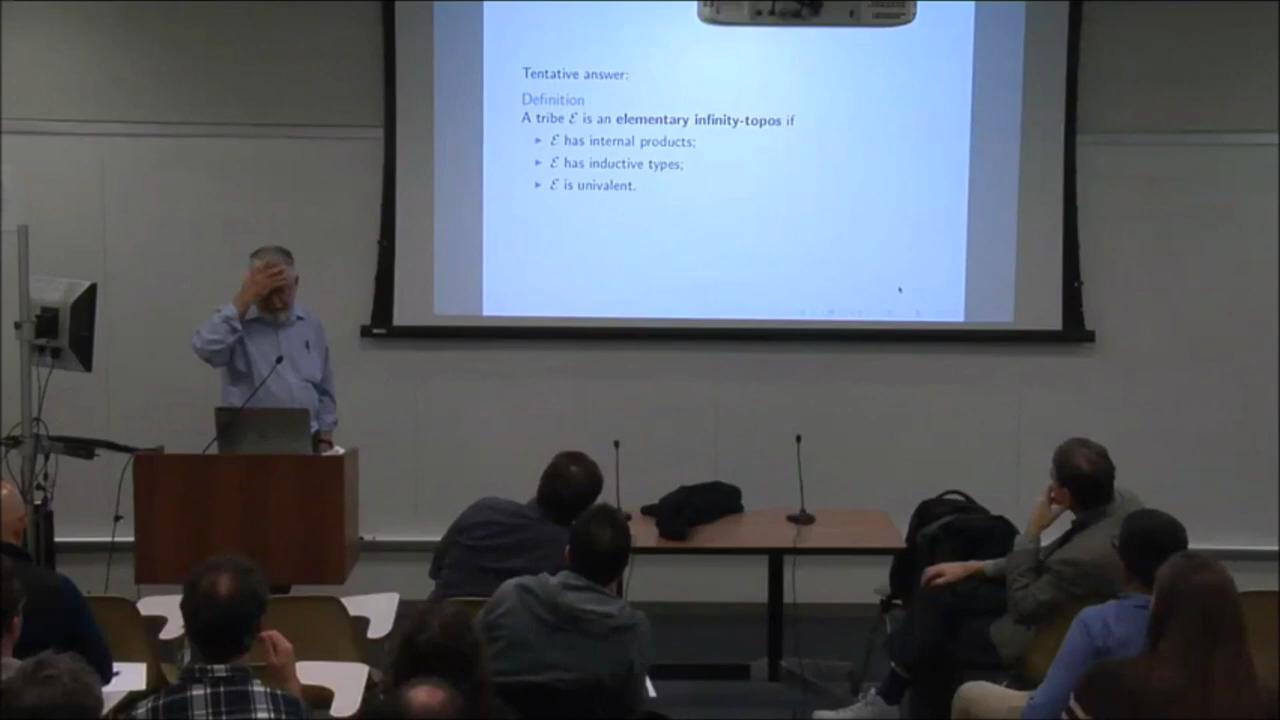 Tentative answer:
Definition
A tribe ℰ is an elementary infinity-topos if
► ℰ has internal products;
► ℰ has inductive types;
► ℰ is univalent.